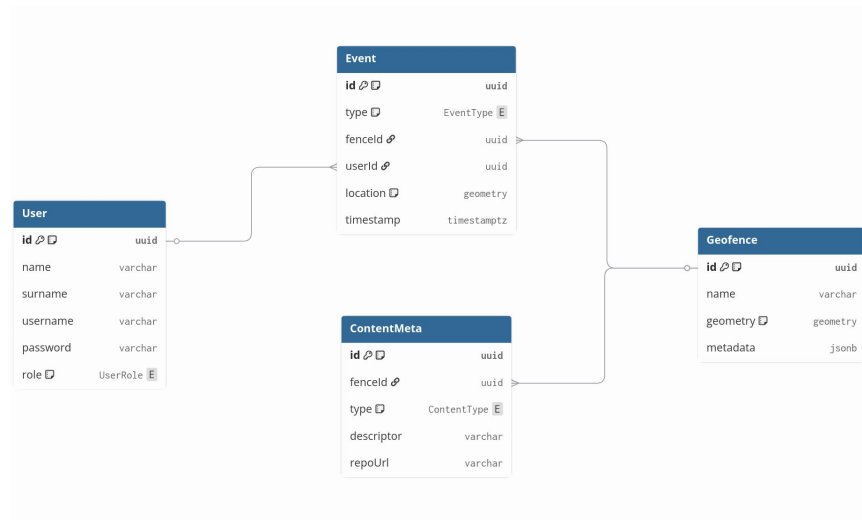 Event
id uuid
type EventType E
fenceId uuid
userId uuid
location geometry
timestamp timestamptz
User
id uuid
name varchar
surname varchar
username varchar
password varchar
role UserRole E
Geofence
id uuid
name varchar
geometry geometry
metadata jsonb
ContentMeta
id uuid
fenceId uuid
type ContentType E
descriptor varchar
repoUrl varchar